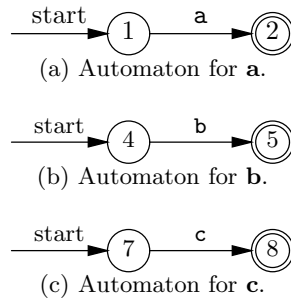 start 1 a 2
(a) Automaton for a.
start 4 b 5
(b) Automaton for b.
start 7 c 8
(c) Automaton for c.